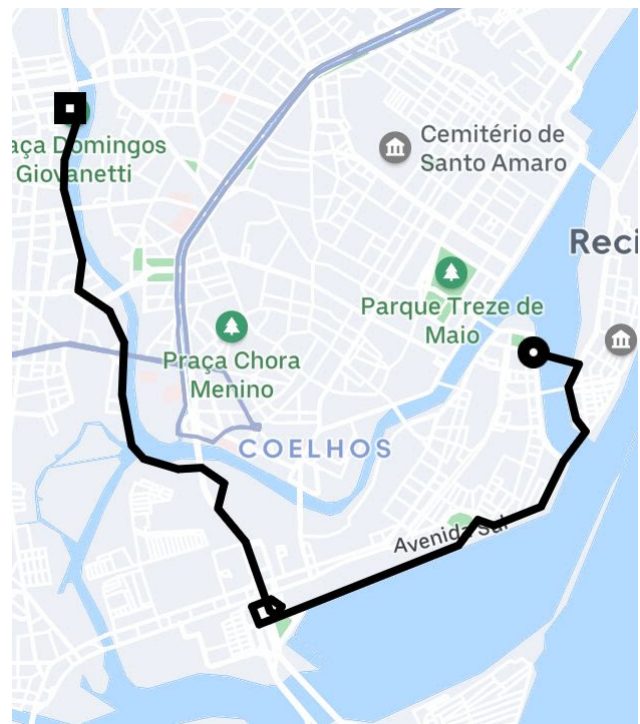 Cemitério de
Santo Amaro
aça Domingos
Giovanetti
Reci
Parque Treze de
Maio
Praça Chora
Menino
COELHOS
Avenida Sul